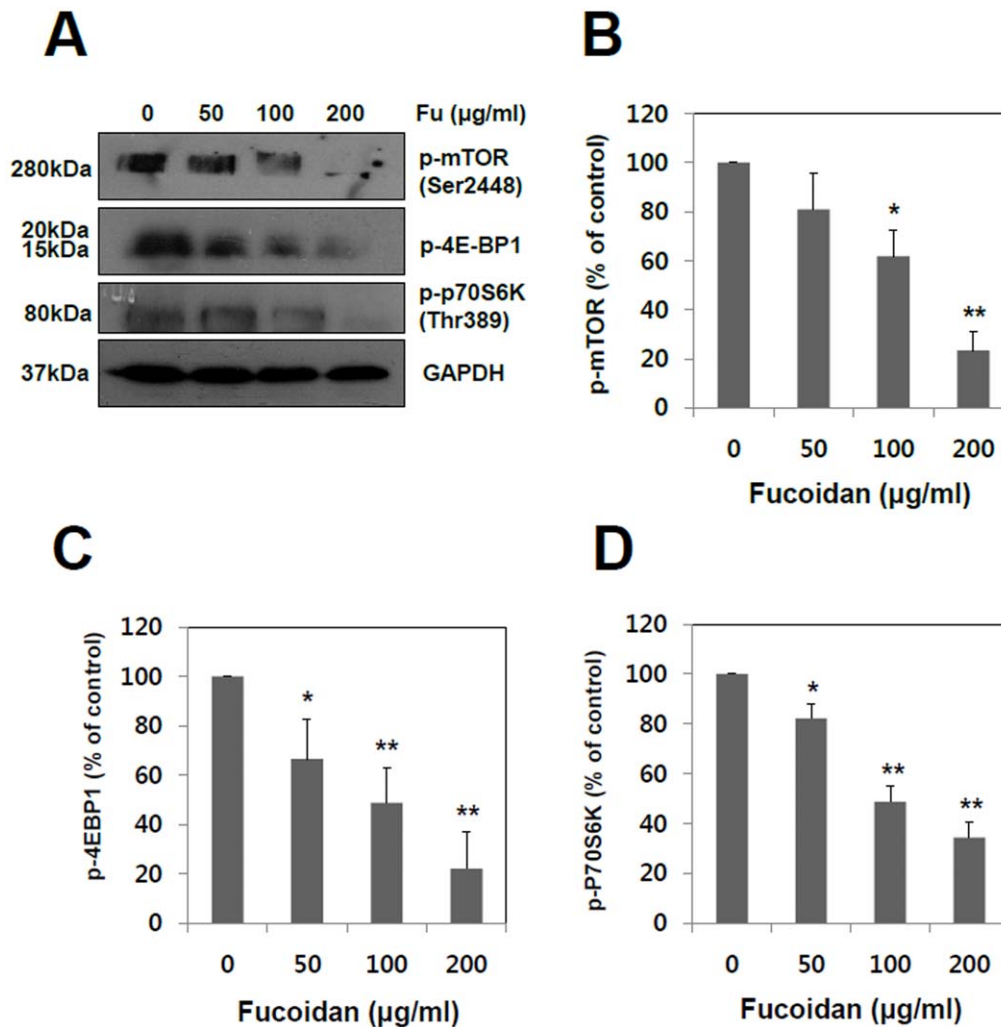 A
0 50 100 200 Fu (µg/ml)
280kDa
p-mTOR
(Ser2448)
20kDa
15kDa
p-4E-BP1
80kDa
p-p70S6K
(Thr389)
37kDa
GAPDH
B
p-mTOR (% of control)
120
100
80
60
40
20
0
*
**
0 50 100 200
Fucoidan (µg/ml)
C
p-4EBP1 (% of control)
120
100
80
60
40
20
0
*
**
**
0 50 100 200
Fucoidan (µg/ml)
D
p-P70S6K (% of control)
120
100
80
60
40
20
0
*
**
**
0 50 100 200
Fucoidan (µg/ml)